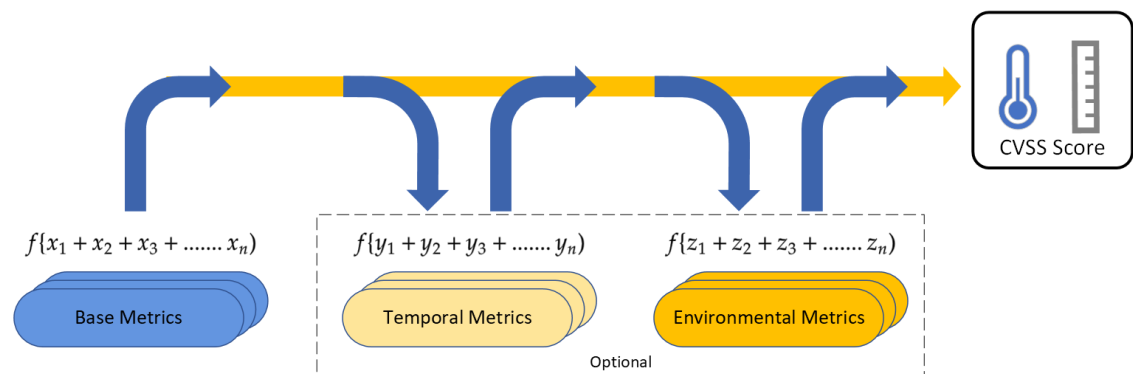 CVSS Score
f{x₁ + x₂ + x₃ + ....... xₙ)
f{y₁ + y₂ + y₃ + ....... yₙ)
f{z₁ + z₂ + z₃ + ....... zₙ)
Base Metrics
Temporal Metrics
Environmental Metrics
Optional